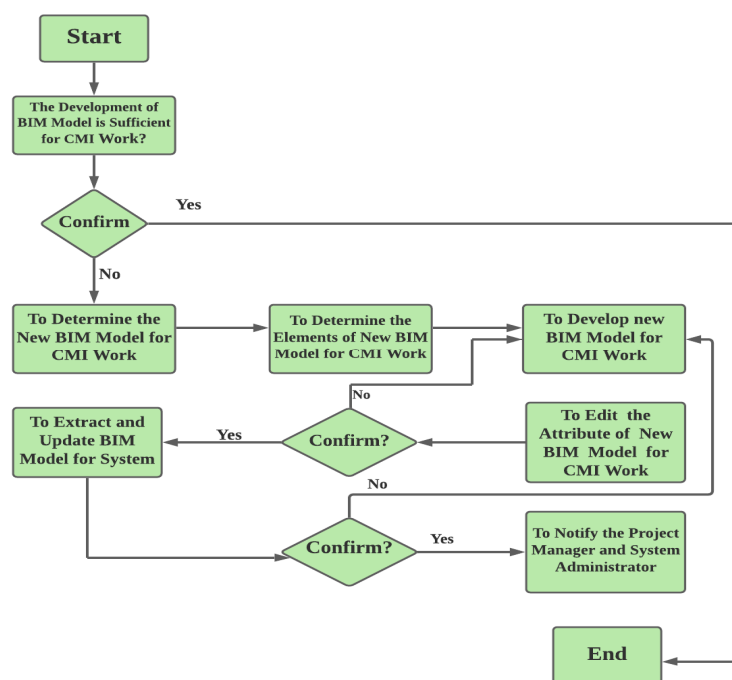 Start
The Development of
BIM Model is Sufficient
for CMI Work?
Confirm
Yes
No
To Determine the
New BIM Model for
CMI Work
To Determine the
Elements of New BIM
Model for CMI Work
To Develop new
BIM Model for
CMI Work
No
To Extract and
Update BIM
Model for System
Yes
Confirm?
To Edit the
Attribute of New
BIM Model for
CMI Work
No
Confirm?
Yes
To Notify the Project
Manager and System
Administrator
End